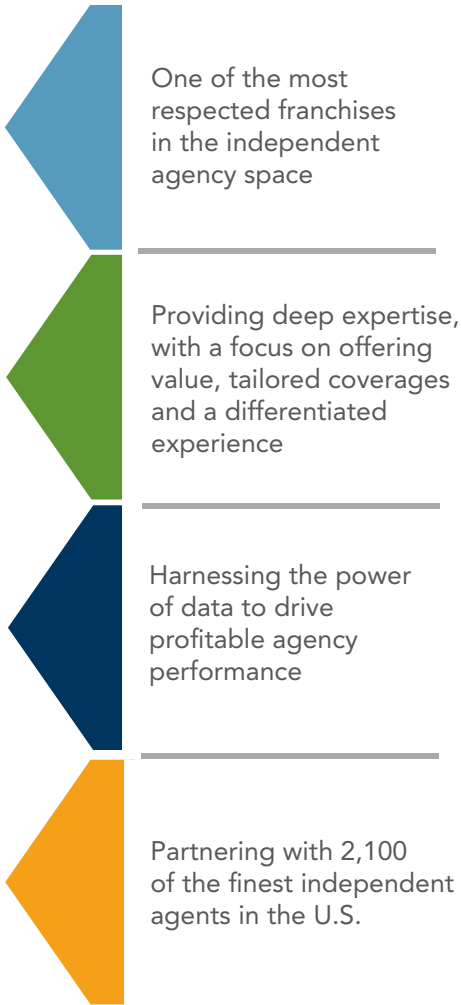 One of the most
respected franchises
in the independent
agency space
Providing deep expertise,
with a focus on offering
value, tailored coverages
and a differentiated
experience
Harnessing the power
of data to drive
profitable agency
performance
Partnering with 2,100
of the finest independent
agents in the U.S.